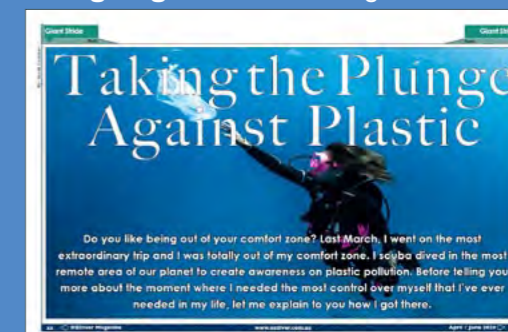 Giant Stride
Giant Stride
Taking the Plunge
Against Plastic
Do you like being out of your comfort zone? Last March, I went on the most
extraordinary trip and I was totally out of my comfort zone. I scuba dived in the most
remote area of our planet to create awareness on plastic pollution. Before telling you
more about the moment where I needed the most control over myself that I've ever
needed in my life, let me explain to you how I got there.
www.ozdiver.com.au
April / June 2020